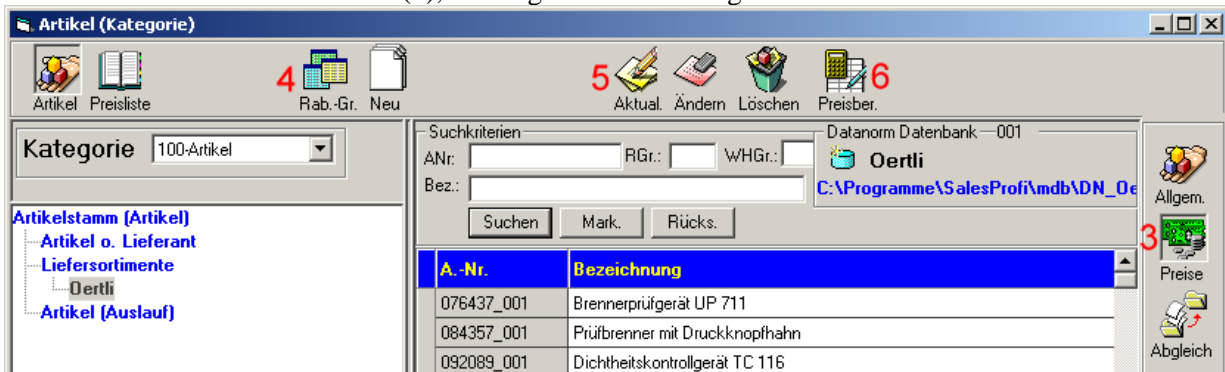 Artikel (Kategorie)
4
5
6
Artikel Preisliste Rab.-Gr. Neu Aktual. Ändern Löschen Preisber.
Kategorie 100-Artikel
Artikelstamm (Artikel)
Artikel o. Lieferant
Liefersortimente
Oertli
Artikel (Auslauf)
Suchkriterien
ANr: RGr.: WHGr.:
Bez.:
Suchen Mark. Rücks.
Datanorm Datenbank 001
Oertli
C:\Programme\SalesProfi\mdb\DN_Oe
A.-Nr. Bezeichnung
076437_001 Brennerprüfgerät UP 711
084357_001 Prüfbrenner mit Druckknopfhahn
092089_001 Dichtheitskontrollgerät TC 116
Allgem.
3
Preise
Abgleich